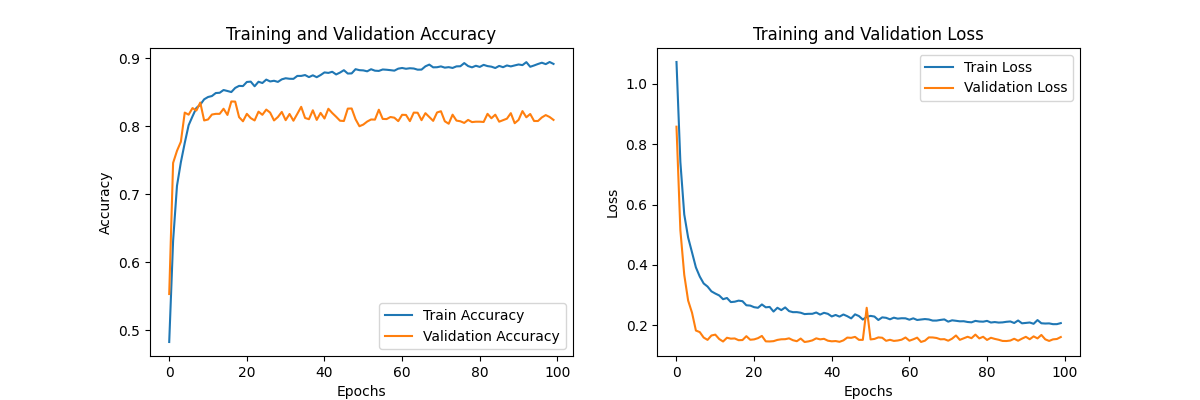 Training and Validation Accuracy
Accuracy
0.9
0.8
0.7
0.6
0.5
0 20 40 60 80 100
Epochs
Train Accuracy
Validation Accuracy
Training and Validation Loss
Loss
1.0
0.8
0.6
0.4
0.2
0 20 40 60 80 100
Epochs
Train Loss
Validation Loss